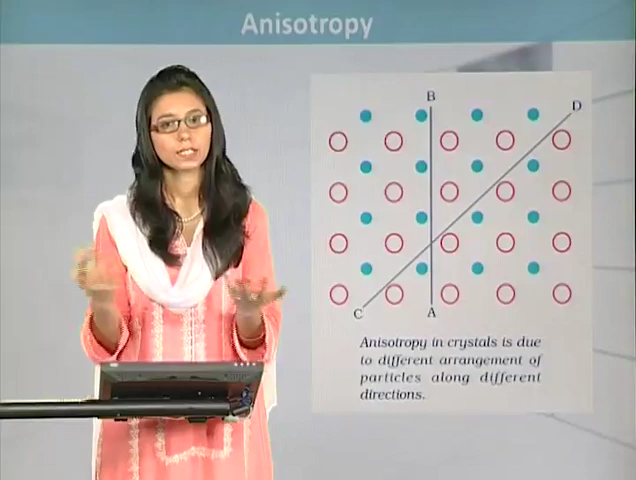 Anisotropy
B
D
C
A
Anisotropy in crystals is due
to different arrangement of
particles along different
directions.